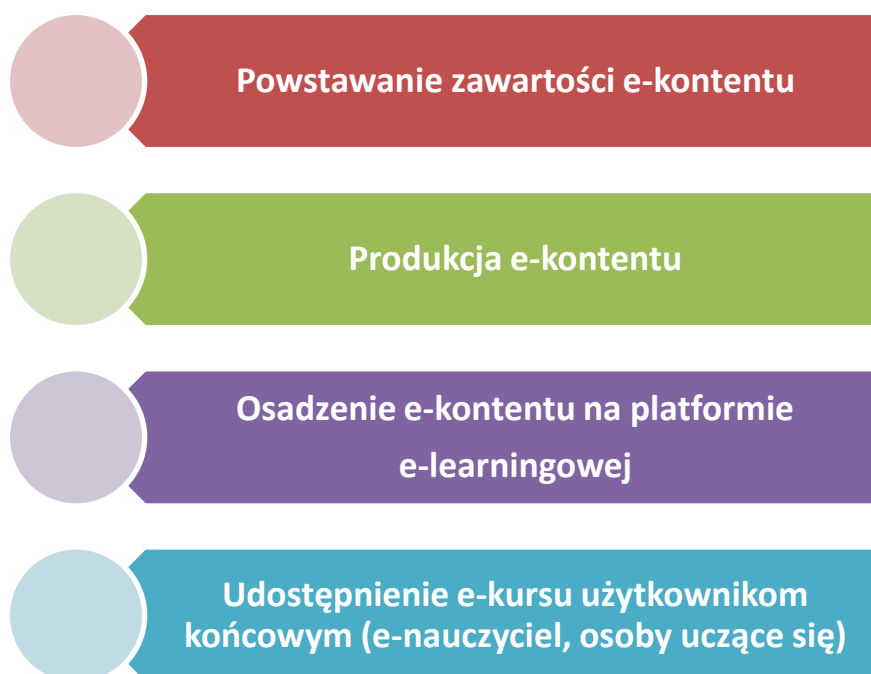 Powstawanie zawartości e-kontentu
Produkcja e-kontentu
Osadzenie e-kontentu na platformie
e-learningowej
Udostępnienie e-kursu użytkownikom
końcowym (e-nauczyciel, osoby uczące się)